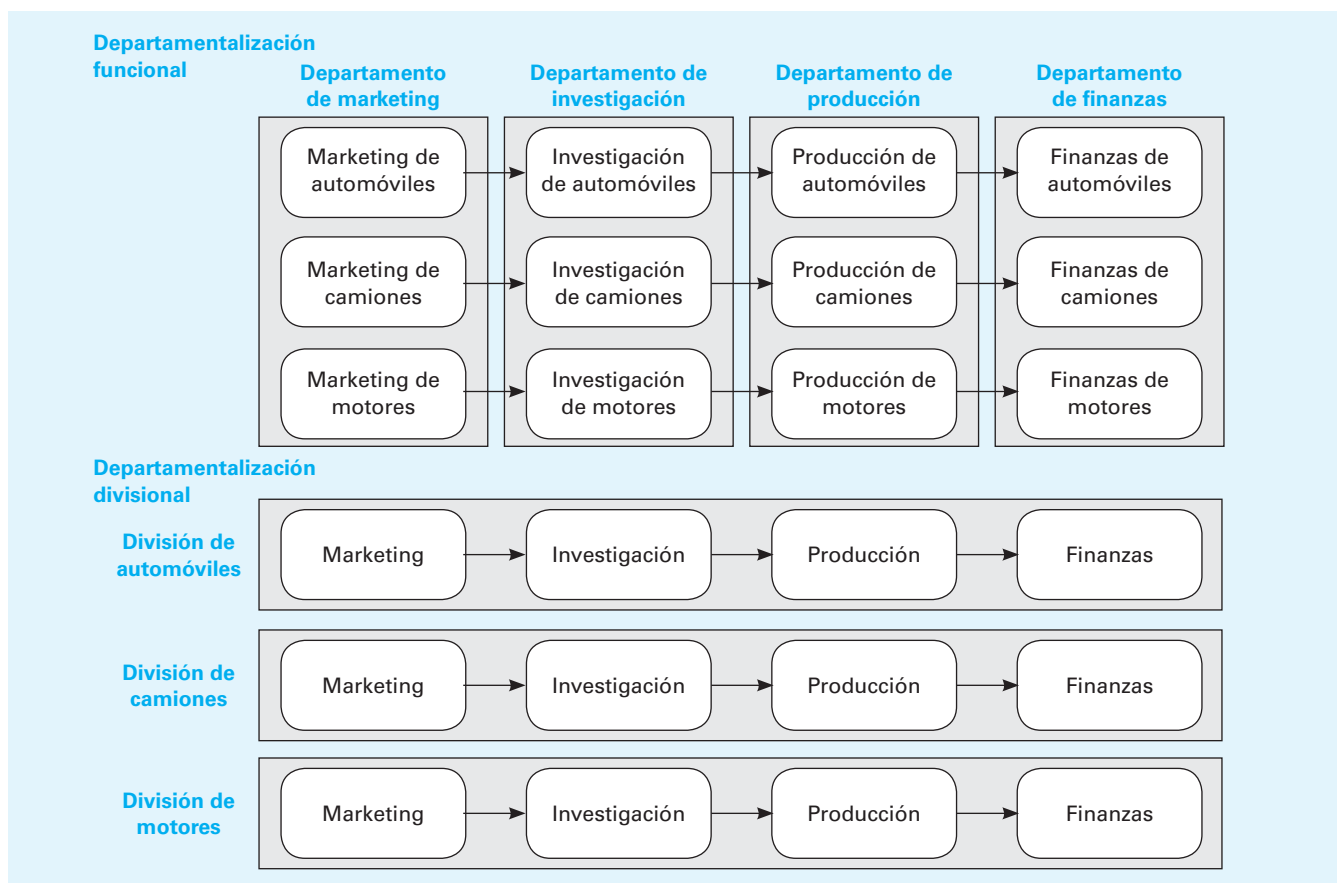 Departamentalización
funcional
Departamento
de marketing
Departamento de
investigación
Departamento de
producción
Departamento
de finanzas
Marketing de
automóviles
Investigación
de automóviles
Producción de
automóviles
Finanzas de
automóviles
Marketing de
camiones
Investigación
de camiones
Producción de
camiones
Finanzas de
camiones
Marketing de
motores
Investigación
de motores
Producción de
motores
Finanzas de
motores
Departamentalización
divisional
División de
automóviles
Marketing
Investigación
Producción
Finanzas
División de
camiones
Marketing
Investigación
Producción
Finanzas
División de
motores
Marketing
Investigación
Producción
Finanzas